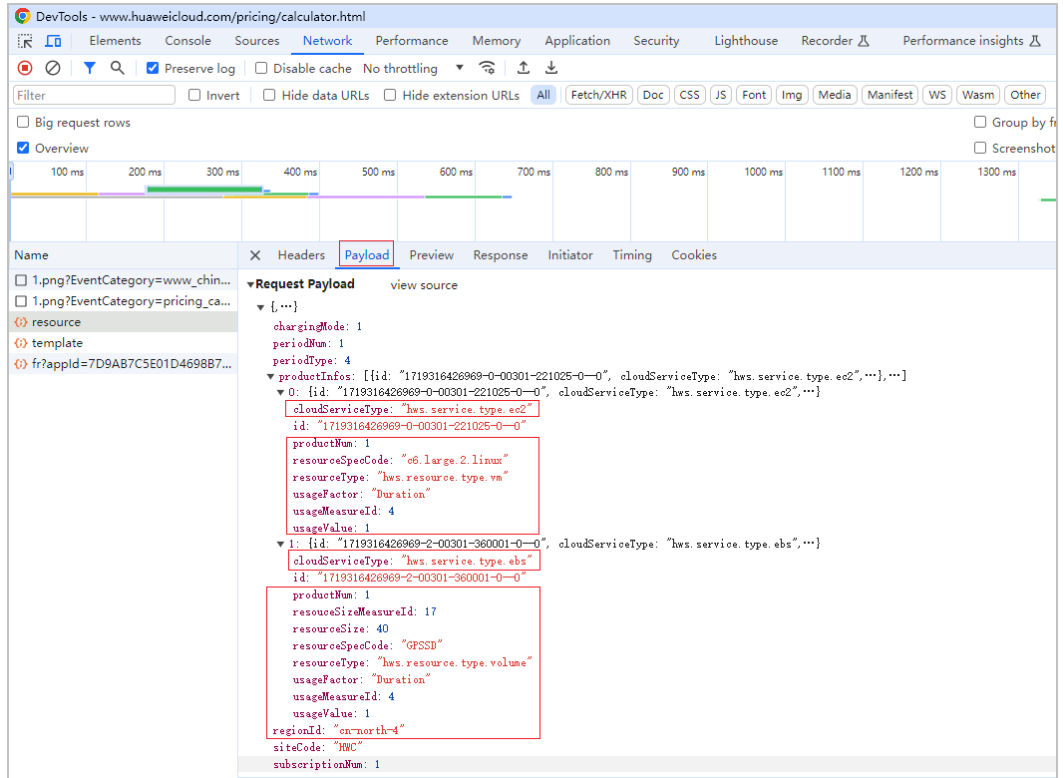 DevTools - www.huaweicloud.com/pricing/calculator.html
Elements Console Sources Network Performance Memory Application Security Lighthouse Recorder Performance insights
Preserve log Disable cache No throttling
Filter Invert Hide data URLs Hide extension URLs All Fetch/XHR Doc CSS JS Font Img Media Manifest WS Wasm Other
Big request rows Group by fr
Overview Screenshot
100 ms 200 ms 300 ms 400 ms 500 ms 600 ms 700 ms 800 ms 900 ms 1000 ms 1100 ms 1200 ms 1300 ms
Name Headers Payload Preview Response Initiator Timing Cookies
1.png?EventCategory=www_chin...
1.png?EventCategory=pricing_ca...
resource
template
fr?appId=7D9AB7C5E01D4698B7...
▼Request Payload view source
▼ {,…}
chargingMode: 1
periodNum: 1
periodType: 4
▼ productInfos: [{id: "1719316426969-0-00301-221025-0--0", cloudServiceType: "hws.service.type.ec2",…},…]
▼ 0: {id: "1719316426969-0-00301-221025-0--0", cloudServiceType: "hws.service.type.ec2",…}
cloudServiceType: "hws.service.type.ec2"
id: "1719316426969-0-00301-221025-0--0"
productNum: 1
resourceSpecCode: "c6.large.2.linux"
resourceType: "hws.resource.type.vm"
usageFactor: "Duration"
usageMeasureId: 4
usageValue: 1
▼ 1: {id: "1719316426969-2-00301-360001-0--0", cloudServiceType: "hws.service.type.ebs",…}
cloudServiceType: "hws.service.type.ebs"
id: "1719316426969-2-00301-360001-0--0"
productNum: 1
resouceSizeMeasureId: 17
resourceSize: 40
resourceSpecCode: "GPSSD"
resourceType: "hws.resource.type.volume"
usageFactor: "Duration"
usageMeasureId: 4
usageValue: 1
regionId: "cn-north-4"
siteCode: "HWC"
subscriptionNum: 1